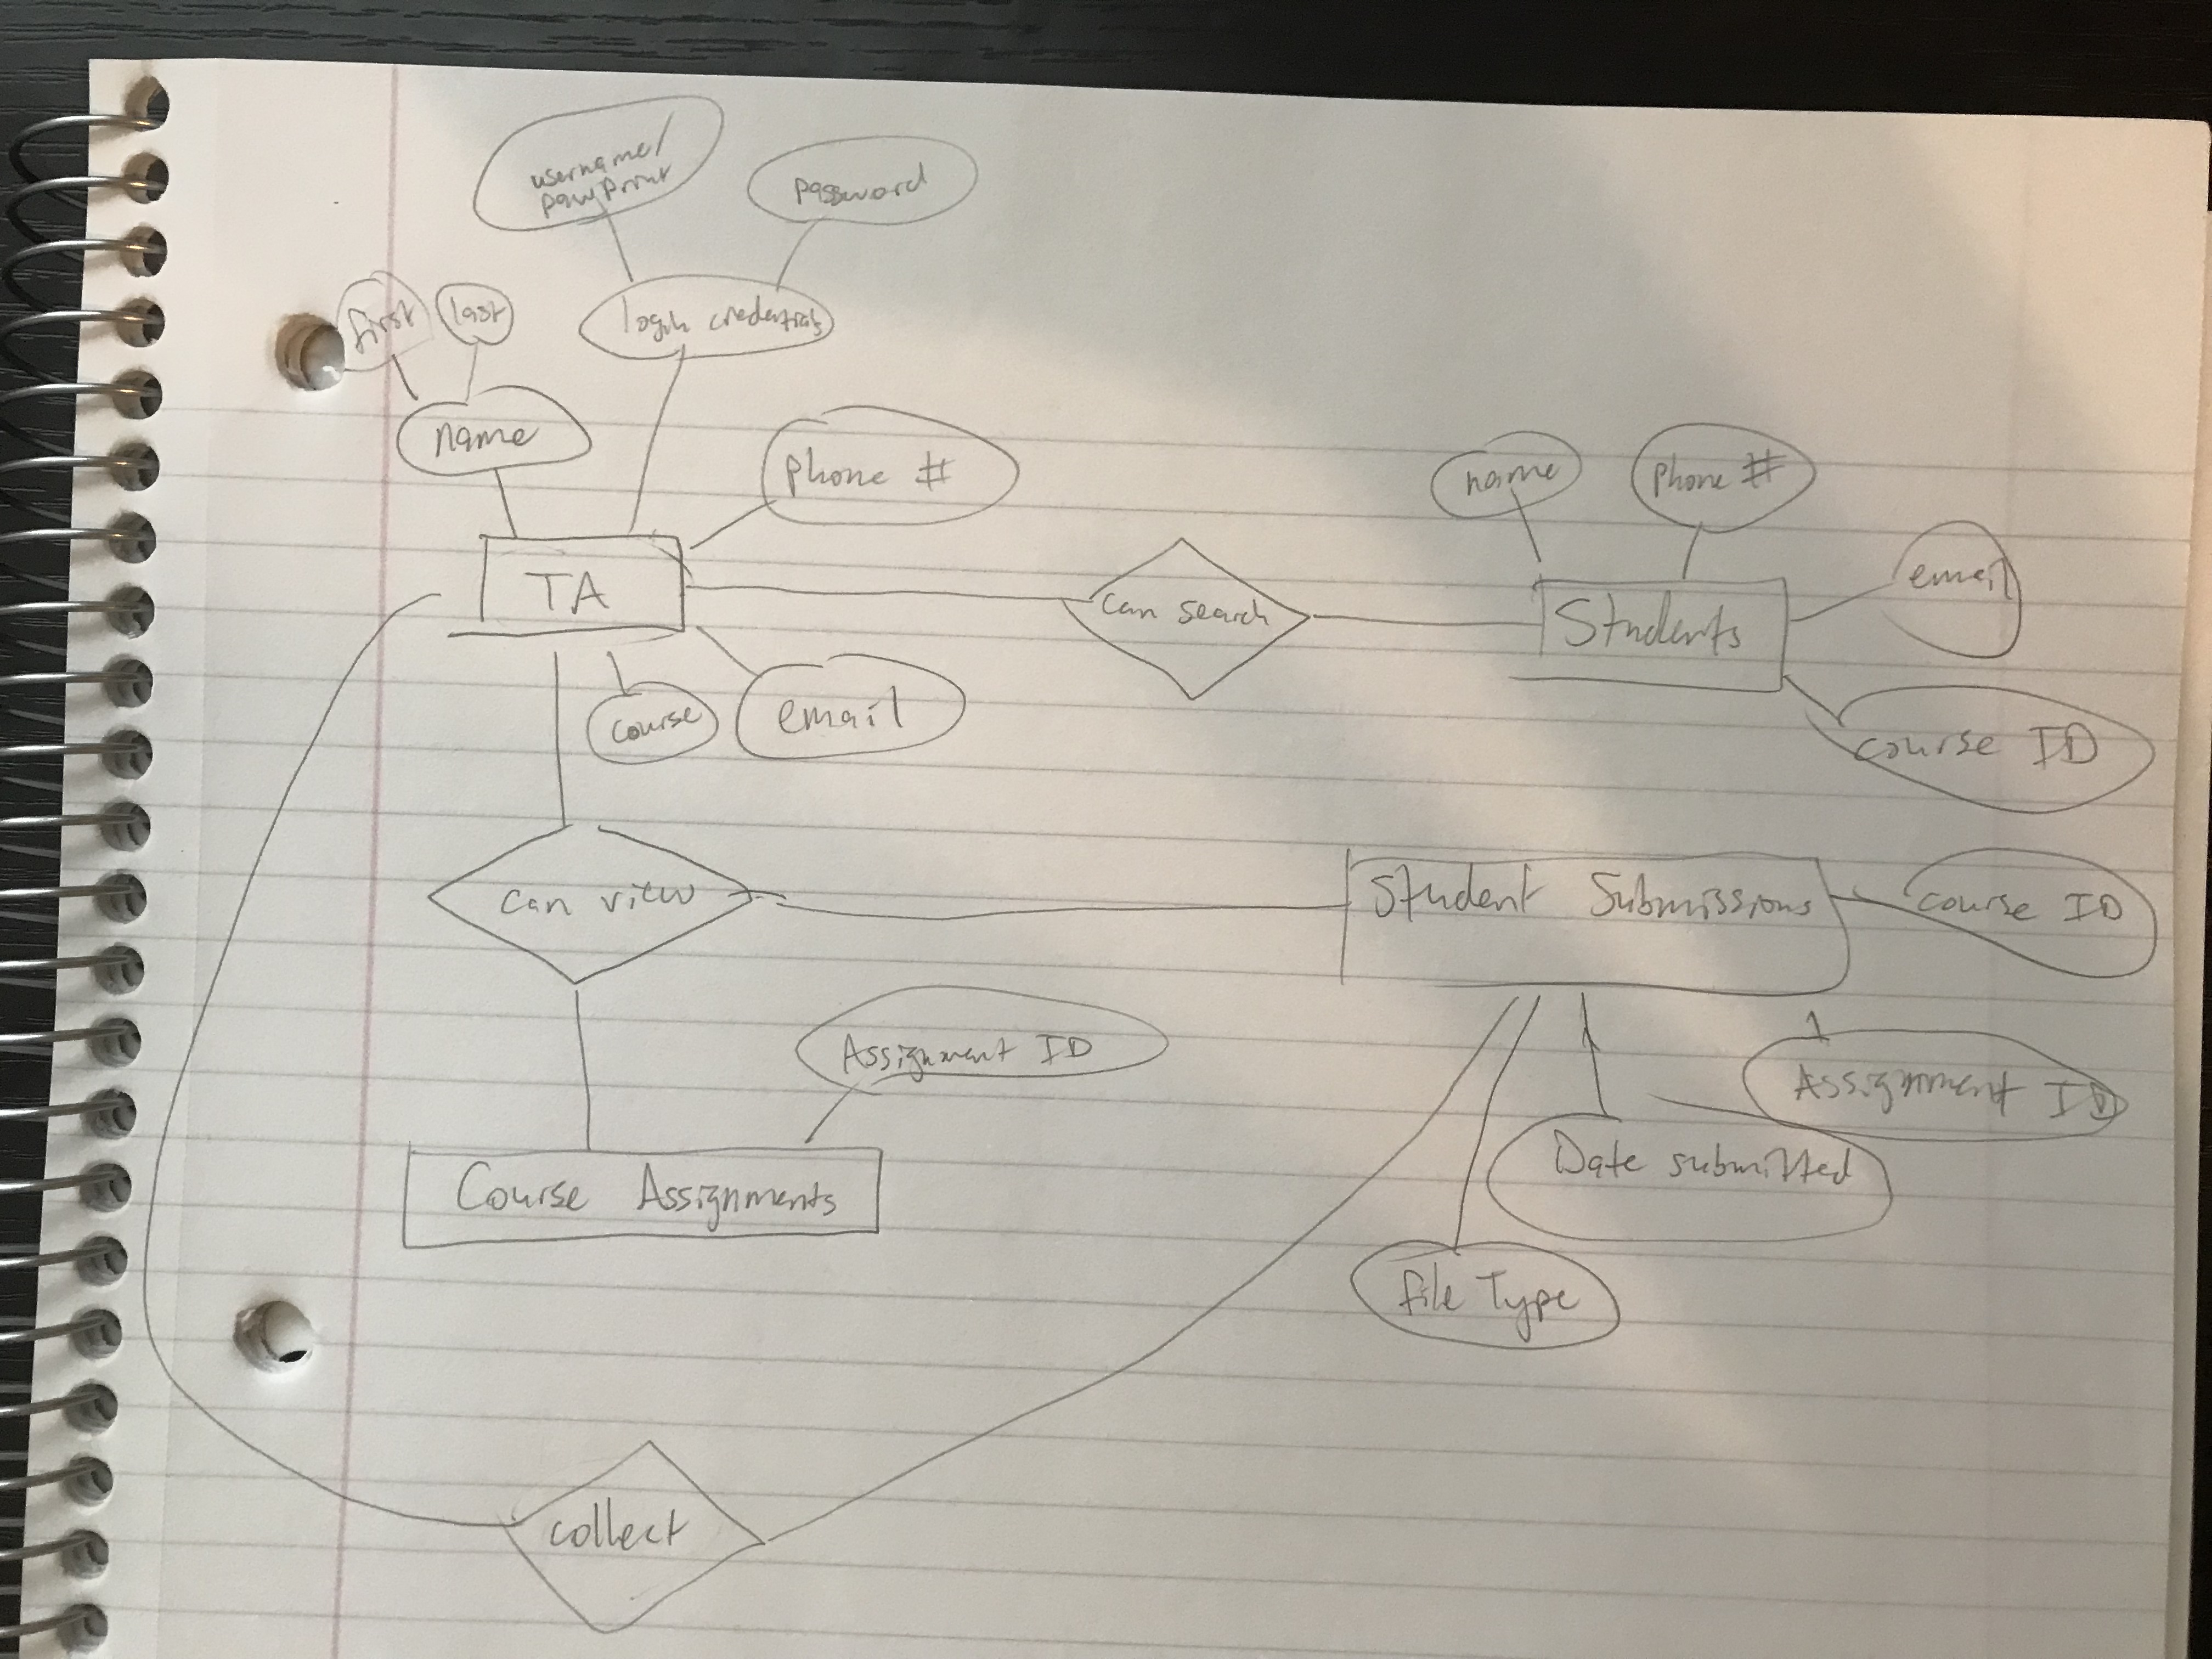 username/
pawprint
password
first
last
login credentials
name
phone #
name
phone #
TA
can search
Students
email
course
email
course ID
can view
Student Submissions
course ID
Assignment ID
Assignment ID
Date submitted
Course Assignments
file Type
collect